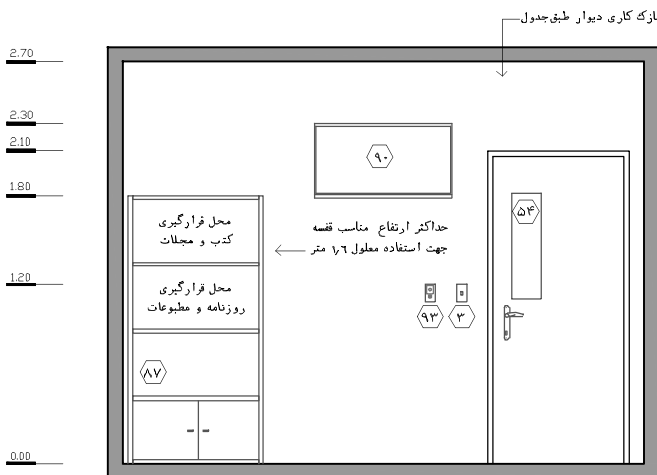 نازک کاری دیوار طبق جدول
2.70
2.30
2.10
1.80
1.20
0.00
۹۰
۵۴
محل قرارگیری
کتب و مجلات
حداکثر ارتفاع مناسب قفسه
جهت استفاده معلول ۱٫۶ متر
محل قرارگیری
روزنامه و مطبوعات
۹۳
۳
۸۷